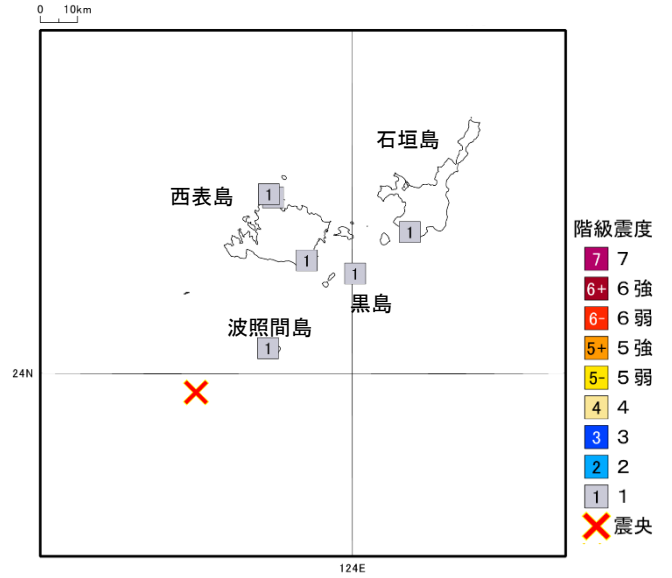 0 10km
石垣島
西表島
1
1
1
1
黒島
波照間島
1
24N
124E
階級震度
7 7
6+ 6強
6- 6弱
5+ 5強
5- 5弱
4 4
3 3
2 2
1 1
震央